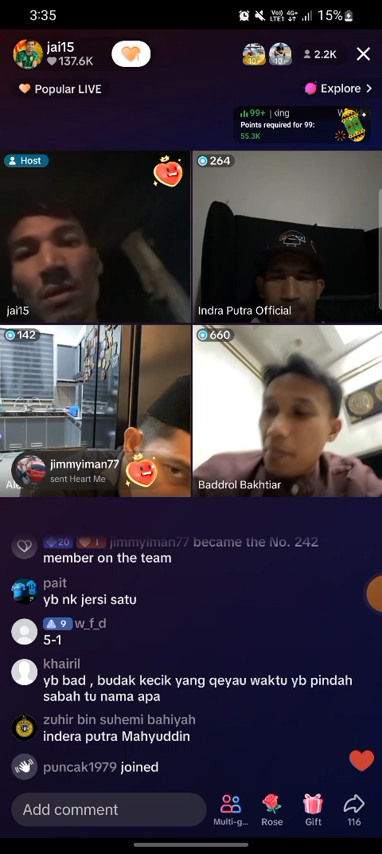 3:35
Vo)) 4G+
LTE1
15%
jai15
137.6K
2.2K
Popular LIVE
Explore
99+
king
W
Points required for 99:
55.3K
Host
264
jai15
Indra Putra Official
142
660
jimmyiman77
sent Heart Me
Baddrol Bakhtiar
20 jimmyiman77 became the No. 242
member on the team
pait
yb nk jersi satu
9 w_f_d
5-1
khairil
yb bad , budak kecik yang qeyau waktu yb pindah
sabah tu nama apa
zuhir bin suhemi bahiyah
indera putra Mahyuddin
puncak1979 joined
Add comment
Multi-g...
Rose
Gift
116